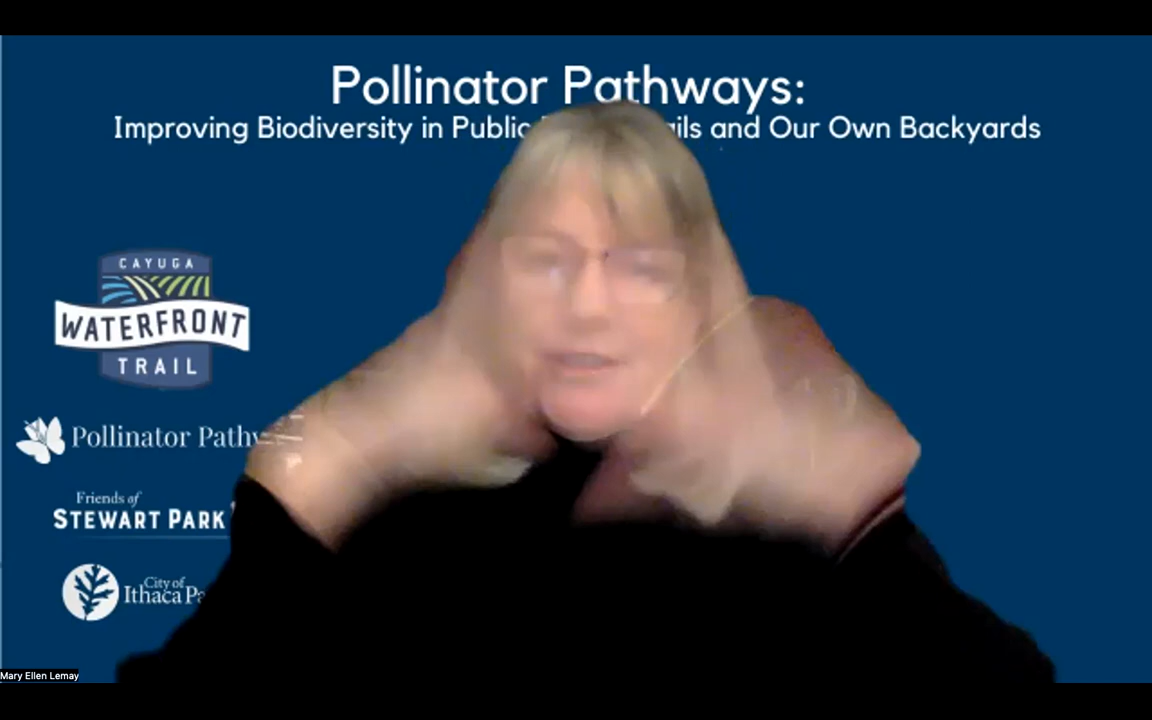 Pollinator Pathways:
Improving Biodiversity in Public ails and Our Own Backyards
CAYUGA
WATERFRONT
TRAIL
Pollinator Pathw
Friends of
STEWART PARK
City of
Ithaca Pa
Mary Ellen Lemay